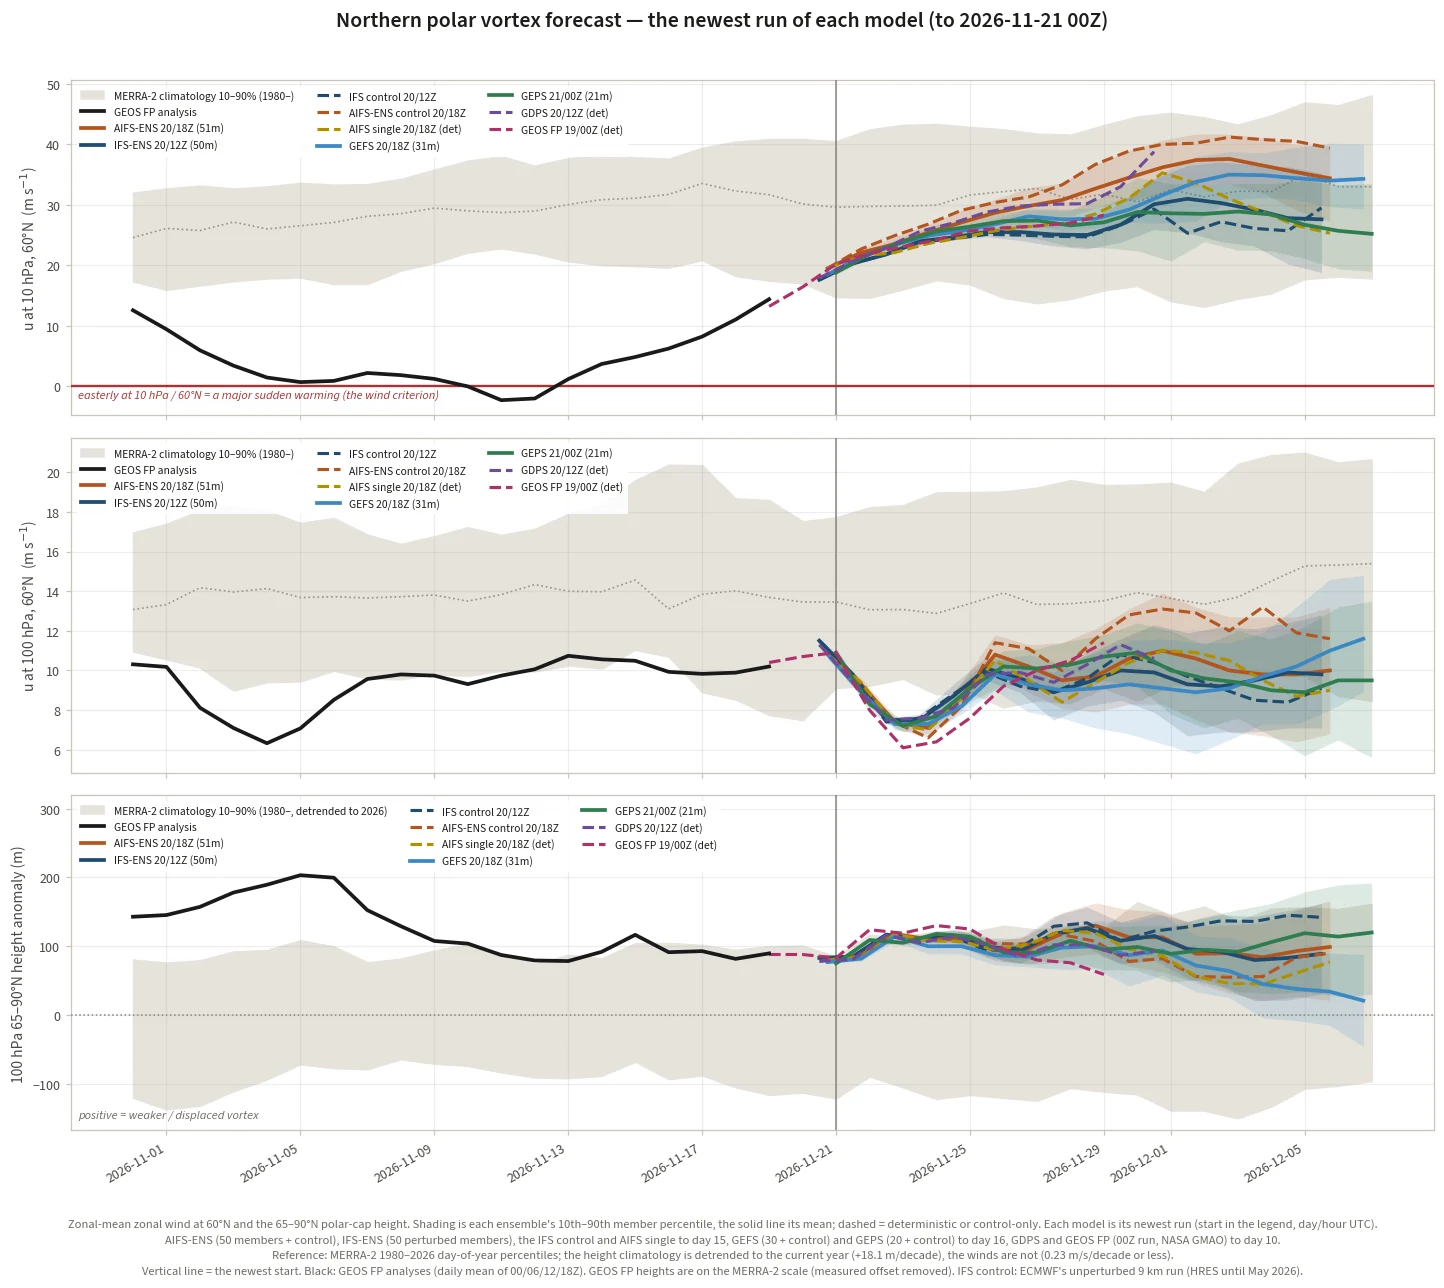 Northern polar vortex forecast — the newest run of each model (to 2026-11-21 00Z)
MERRA-2 climatology 10–90% (1980–)
GEOS FP analysis
AIFS-ENS 20/18Z (51m)
IFS-ENS 20/12Z (50m)
IFS control 20/12Z
AIFS-ENS control 20/18Z
AIFS single 20/18Z (det)
GEFS 20/18Z (31m)
GEPS 21/00Z (21m)
GDPS 20/12Z (det)
GEOS FP 19/00Z (det)
u at 10 hPa, 60°N (m s⁻¹)
50
40
30
20
10
0
easterly at 10 hPa / 60°N = a major sudden warming (the wind criterion)
MERRA-2 climatology 10–90% (1980–)
GEOS FP analysis
AIFS-ENS 20/18Z (51m)
IFS-ENS 20/12Z (50m)
IFS control 20/12Z
AIFS-ENS control 20/18Z
AIFS single 20/18Z (det)
GEFS 20/18Z (31m)
GEPS 21/00Z (21m)
GDPS 20/12Z (det)
GEOS FP 19/00Z (det)
u at 100 hPa, 60°N (m s⁻¹)
20
18
16
14
12
10
8
6
MERRA-2 climatology 10–90% (1980–, detrended to 2026)
GEOS FP analysis
AIFS-ENS 20/18Z (51m)
IFS-ENS 20/12Z (50m)
IFS control 20/12Z
AIFS-ENS control 20/18Z
AIFS single 20/18Z (det)
GEFS 20/18Z (31m)
GEPS 21/00Z (21m)
GDPS 20/12Z (det)
GEOS FP 19/00Z (det)
100 hPa 65–90°N height anomaly (m)
300
200
100
0
−100
positive = weaker / displaced vortex
2026-11-01
2026-11-05
2026-11-09
2026-11-13
2026-11-17
2026-11-21
2026-11-25
2026-11-29
2026-12-01
2026-12-05
Zonal-mean zonal wind at 60°N and the 65–90°N polar-cap height. Shading is each ensemble's 10th–90th member percentile, the solid line its mean; dashed = deterministic or control-only. Each model is its newest run (start in the legend, day/hour UTC).
AIFS-ENS (50 members + control), IFS-ENS (50 perturbed members), the IFS control and AIFS single to day 15, GEFS (30 + control) and GEPS (20 + control) to day 16, GDPS and GEOS FP (00Z run, NASA GMAO) to day 10.
Reference: MERRA-2 1980–2026 day-of-year percentiles; the height climatology is detrended to the current year (+18.1 m/decade), the winds are not (0.23 m/s/decade or less).
Vertical line = the newest start. Black: GEOS FP analyses (daily mean of 00/06/12/18Z). GEOS FP heights are on the MERRA-2 scale (measured offset removed). IFS control: ECMWF's unperturbed 9 km run (HRES until May 2026).